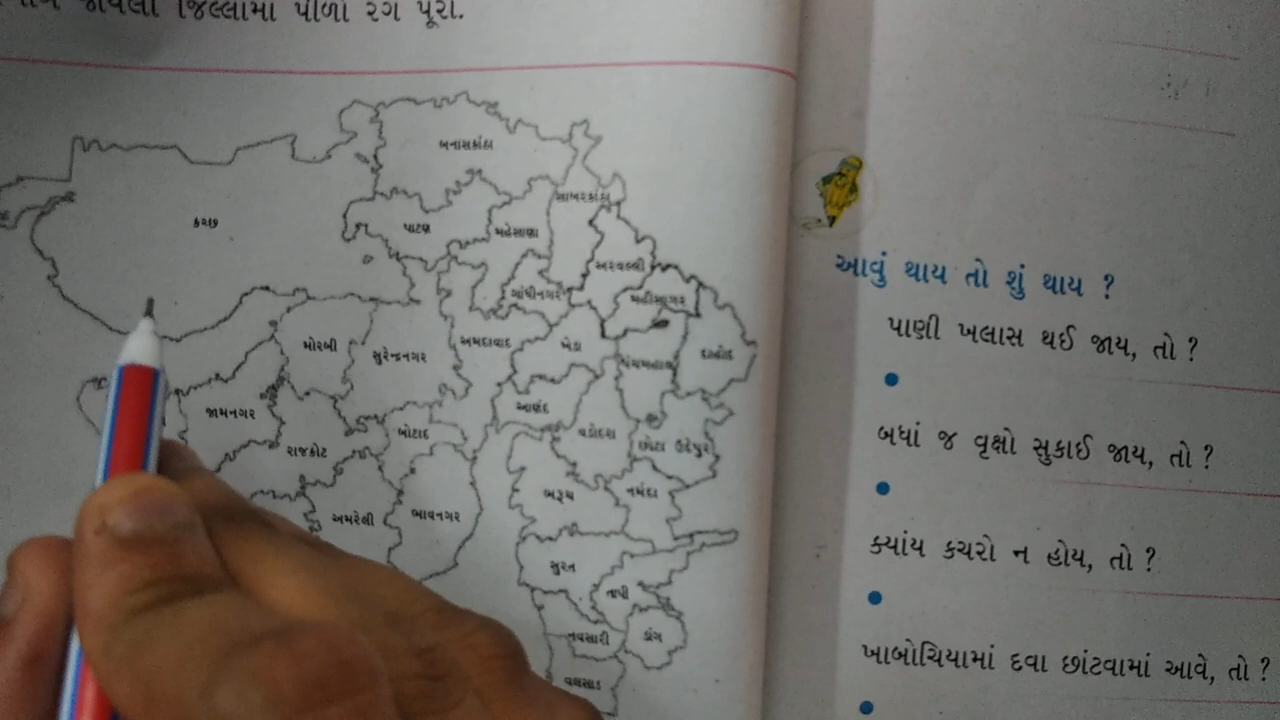 જિલ્લામાં પીળો રંગ પૂરો.
બનાસકાંઠા
સાબરકાંઠા
કચ્છ
પાટણ
મહેસાણા
અરવલ્લી
ગાંધીનગર
મહીસાગર
મોરબી
સુરેન્દ્રનગર
અમદાવાદ
ખેડા
પંચમહાલ
દાહોદ
જામનગર
આણંદ
રાજકોટ
બોટાદ
વડોદરા
છોટા ઉદેપુર
અમરેલી
ભાવનગર
ભરૂચ
નર્મદા
સુરત
તાપી
નવસારી
ડાંગ
વલસાડ
આવું થાય તો શું થાય ?
પાણી ખલાસ થઈ જાય, તો ?
બધાં જ વૃક્ષો સુકાઈ જાય, તો ?
ક્યાંય કચરો ન હોય, તો ?
ખાબોચિયામાં દવા છાંટવામાં આવે, તો ?